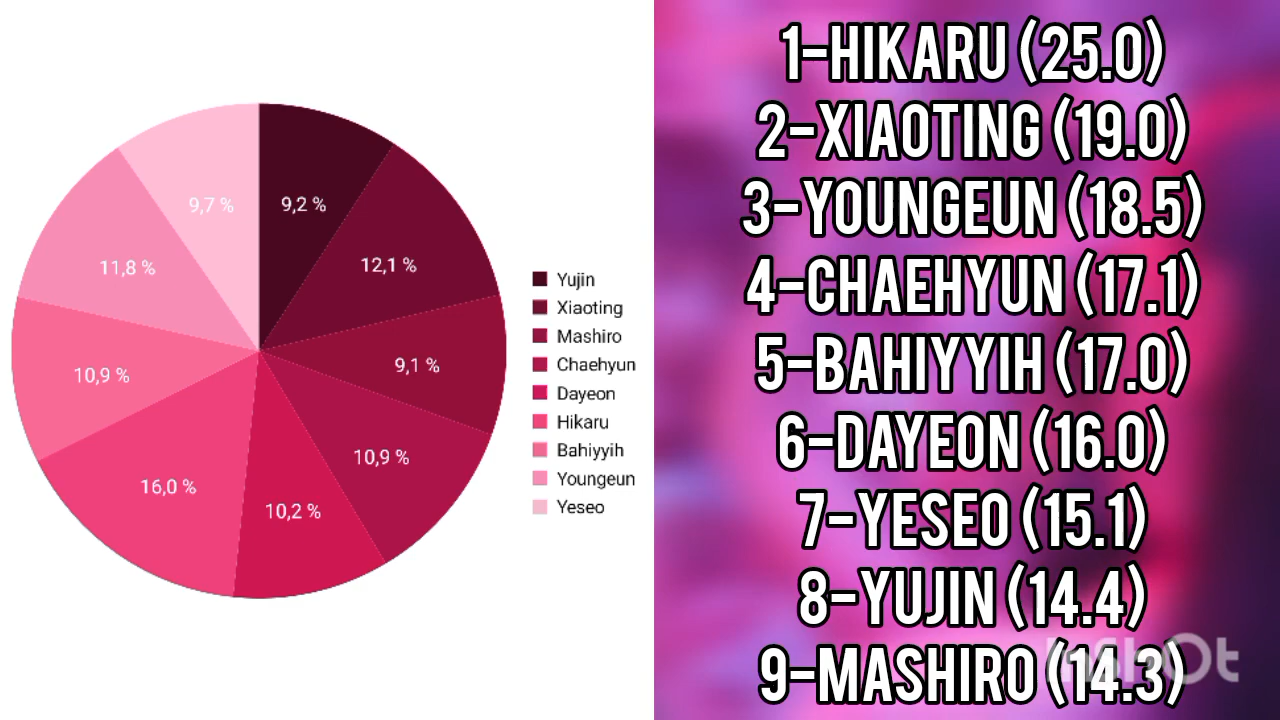 9,7 %
9,2 %
11,8 %
12,1 %
10,9 %
9,1 %
16,0 %
10,2 %
10,9 %
Yujin
Xiaoting
Mashiro
Chaehyun
Dayeon
Hikaru
Bahiyyih
Youngeun
Yeseo
1-HIKARU (25.0)
2-XIAOTING (19.0)
3-YOUNGEUN (18.5)
4-CHAEHYUN (17.1)
5-BAHIYYIH (17.0)
6-DAYEON (16.0)
7-YESEO (15.1)
8-YUJIN (14.4)
9-MASHIRO (14.3)
InShOt